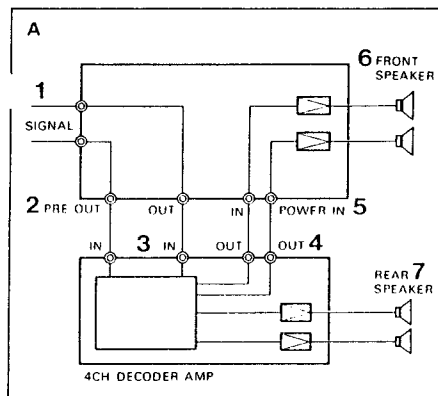 A
6 FRONT
SPEAKER
1
SIGNAL
2 PRE OUT OUT IN POWER IN 5
IN 3 IN OUT OUT 4
REAR 7
SPEAKER
4CH DECODER AMP